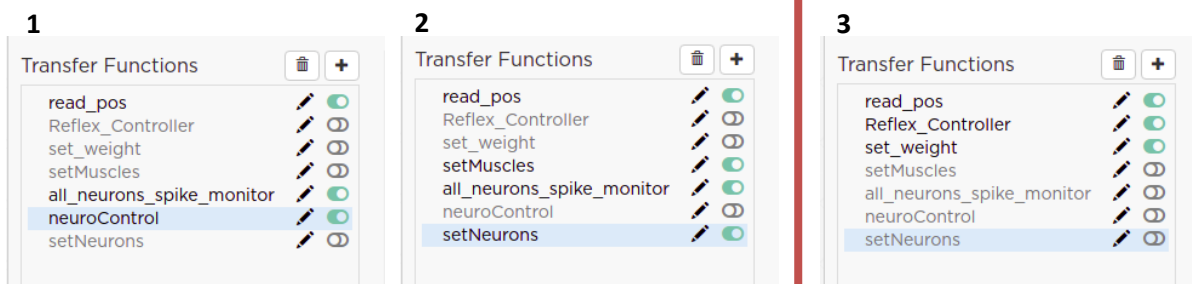 1
Transfer Functions
read_pos
Reflex_Controller
set_weight
setMuscles
all_neurons_spike_monitor
neuroControl
setNeurons
2
Transfer Functions
read_pos
Reflex_Controller
set_weight
setMuscles
all_neurons_spike_monitor
neuroControl
setNeurons
3
Transfer Functions
read_pos
Reflex_Controller
set_weight
setMuscles
all_neurons_spike_monitor
neuroControl
setNeurons